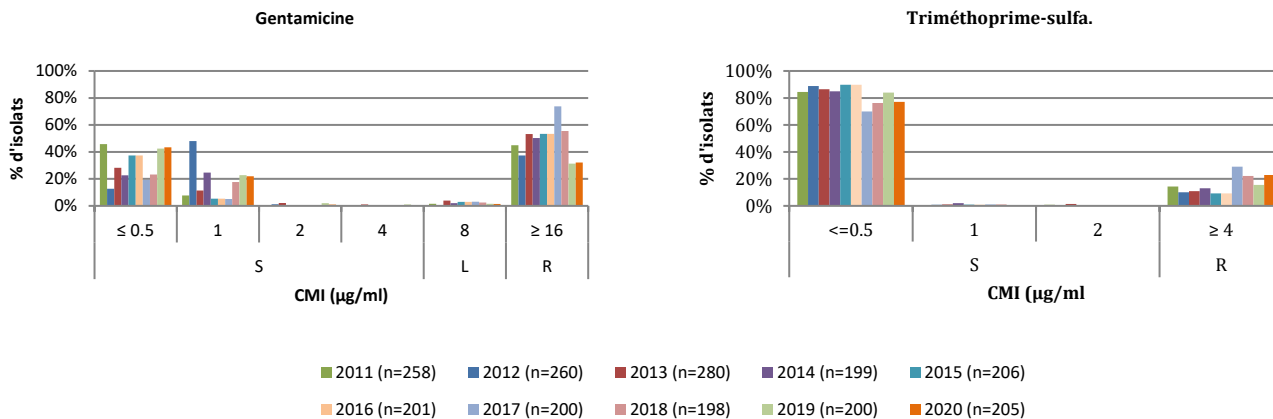 Gentamicine
% d'isolats
100%
80%
60%
40%
20%
0%
≤ 0.5 1 2 4 8 ≥ 16
S L R
CMI (µg/ml)
Triméthoprime-sulfa.
% d'isolats
100%
80%
60%
40%
20%
0%
<=0.5 1 2 ≥ 4
S R
CMI (µg/ml
2011 (n=258) 2012 (n=260) 2013 (n=280) 2014 (n=199) 2015 (n=206)
2016 (n=201) 2017 (n=200) 2018 (n=198) 2019 (n=200) 2020 (n=205)